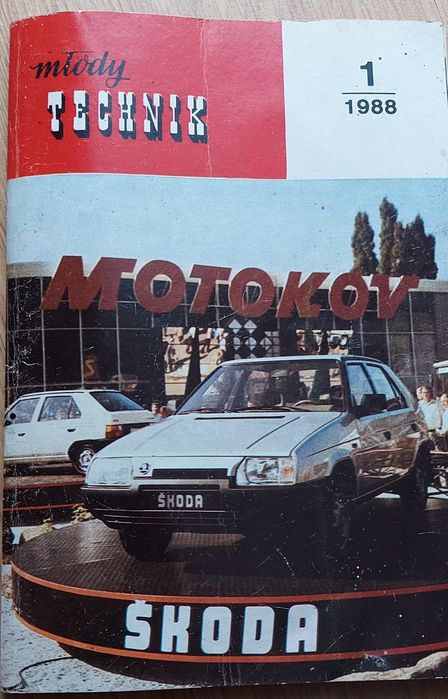 młody
TECHNIK
1
1988
MOTOKOV
ŠKODA
ŠKODA